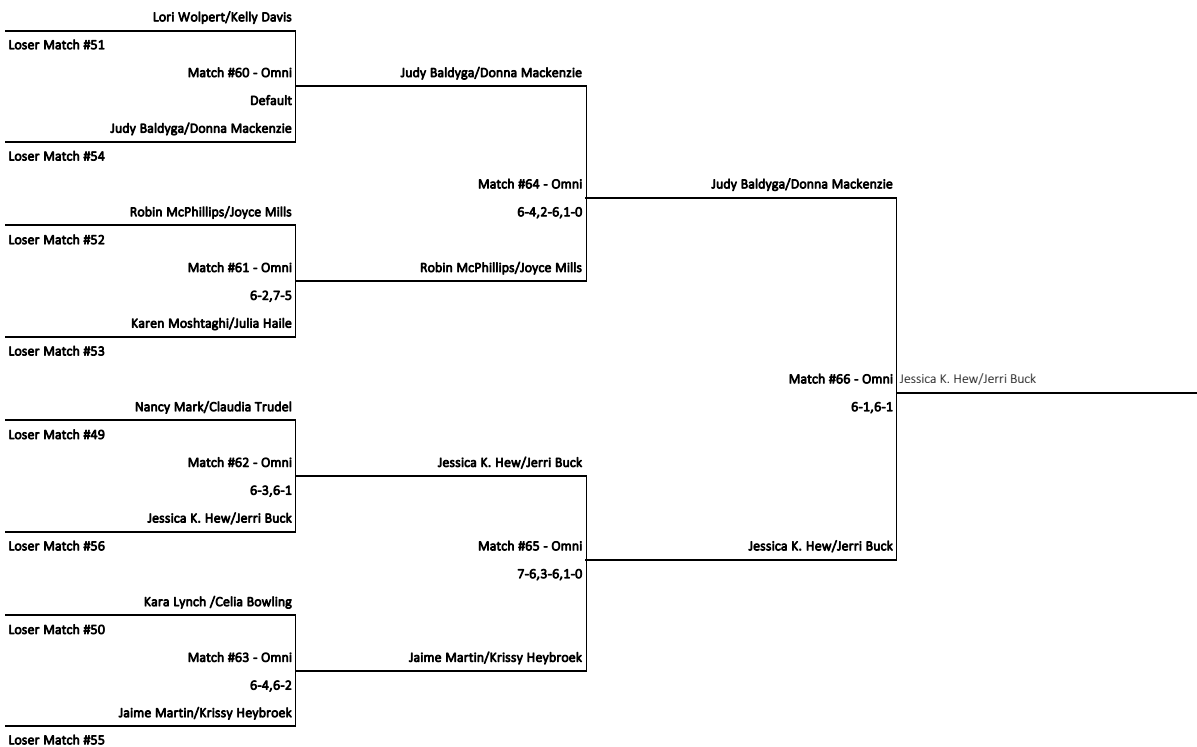 Lori Wolpert/Kelly Davis
Loser Match #51
Match #60 - Omni
Judy Baldyga/Donna Mackenzie
Default
Judy Baldyga/Donna Mackenzie
Loser Match #54
Match #64 - Omni
Judy Baldyga/Donna Mackenzie
6-4,2-6,1-0
Robin McPhillips/Joyce Mills
Loser Match #52
Match #61 - Omni
Robin McPhillips/Joyce Mills
6-2,7-5
Karen Moshtaghi/Julia Haile
Loser Match #53
Match #66 - Omni
Jessica K. Hew/Jerri Buck
6-1,6-1
Nancy Mark/Claudia Trudel
Loser Match #49
Match #62 - Omni
Jessica K. Hew/Jerri Buck
6-3,6-1
Jessica K. Hew/Jerri Buck
Loser Match #56
Match #65 - Omni
Jessica K. Hew/Jerri Buck
7-6,3-6,1-0
Kara Lynch /Celia Bowling
Loser Match #50
Match #63 - Omni
Jaime Martin/Krissy Heybroek
6-4,6-2
Jaime Martin/Krissy Heybroek
Loser Match #55